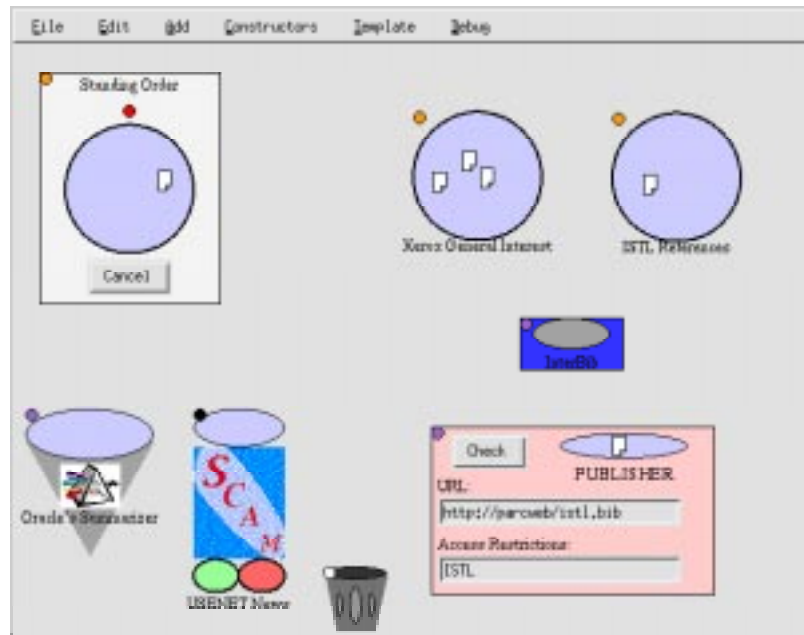 File Edit Add Constructors Template Debug
Standing Order
Cancel
Xerox General Interest
ISTL References
InterBib
Oracle's Summarizer
SCAM
USENET News
Check
PUBLISHER
URL:
http://parcweb/istl.bib
Access Restrictions:
ISTL